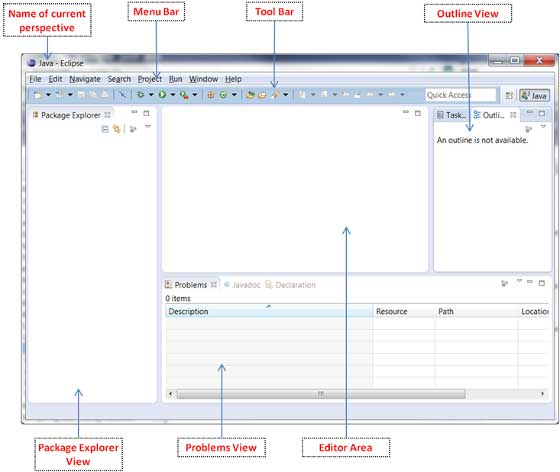 Name of current
perspective
Menu Bar
Tool Bar
Outline View
Java - Eclipse
File Edit Navigate Search Project Run Window Help
Quick Access
Java
Package Explorer
Task...
Outli...
An outline is not available.
Problems Javadoc Declaration
0 items
Description Resource Path Location
Package Explorer
View
Problems View
Editor Area